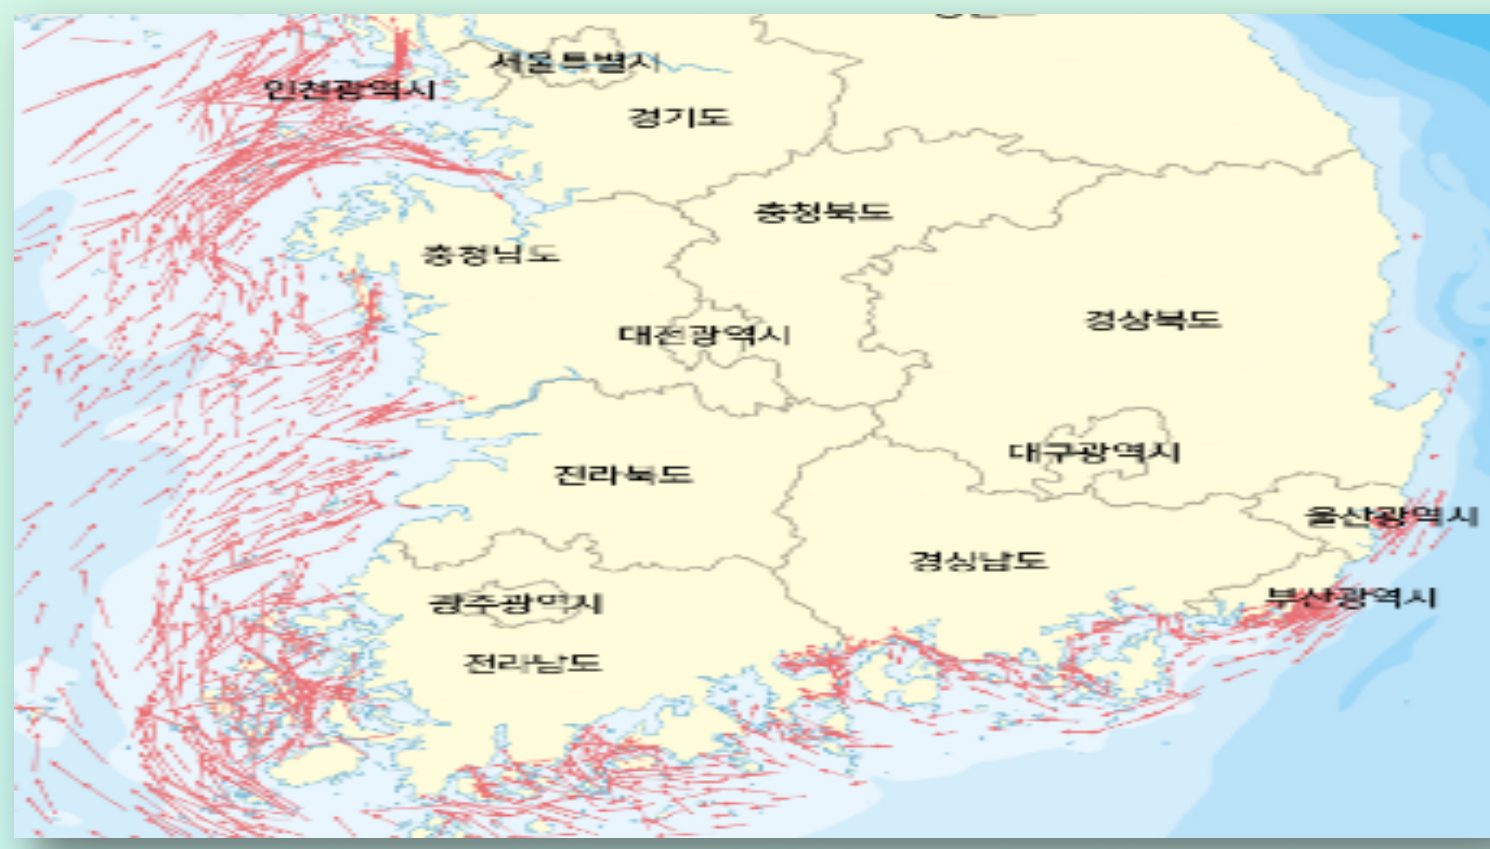 서울특별시
인천광역시
경기도
충청북도
충청남도
경상북도
대전광역시
대구광역시
전라북도
울산광역시
경상남도
부산광역시
광주광역시
전라남도